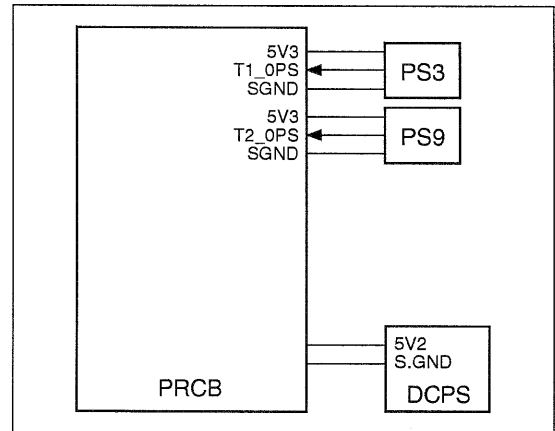 5V3
T1_0PS
SGND
PS3
5V3
T2_0PS
SGND
PS9
5V2
S.GND
DCPS
PRCB